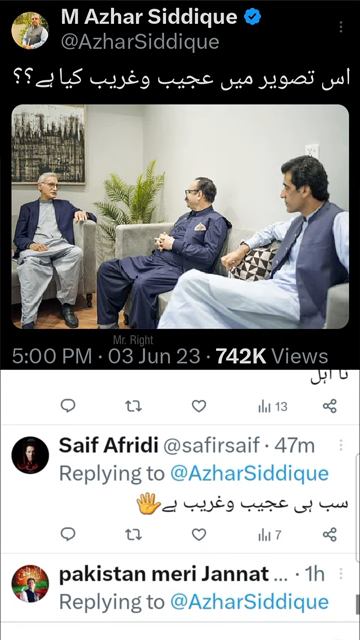 M Azhar Siddique
@AzharSiddique
اس تصویر میں عجیب وغریب کیا ہے؟؟
Mr. Right
5:00 PM · 03 Jun 23 · 742K Views
نا اہل
13
Saif Afridi @safirsaif · 47m
Replying to @AzharSiddique
سب ہی عجیب وغریب ہے🖐
7
pakistan meri Jannat ... · 1h
Replying to @AzharSiddique